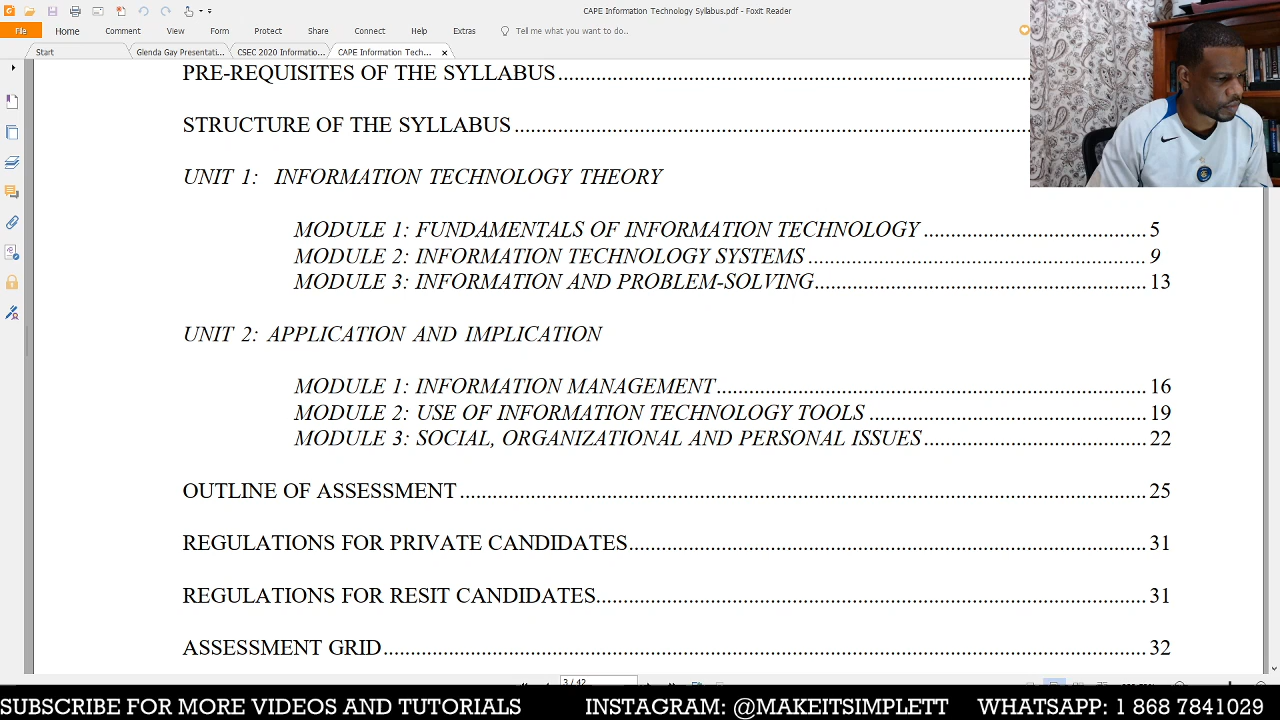 CAPE Information Technology Syllabus.pdf - Foxit Reader
File Home Comment View Form Protect Share Connect Help Extras Tell me what you want to do..
Start Glenda Gay Presentati... CSEC 2020 Informatio... CAPE Information Tech... ×
PRE-REQUISITES OF THE SYLLABUS
STRUCTURE OF THE SYLLABUS
UNIT 1: INFORMATION TECHNOLOGY THEORY
MODULE 1: FUNDAMENTALS OF INFORMATION TECHNOLOGY 5
MODULE 2: INFORMATION TECHNOLOGY SYSTEMS 9
MODULE 3: INFORMATION AND PROBLEM-SOLVING 13
UNIT 2: APPLICATION AND IMPLICATION
MODULE 1: INFORMATION MANAGEMENT 16
MODULE 2: USE OF INFORMATION TECHNOLOGY TOOLS 19
MODULE 3: SOCIAL, ORGANIZATIONAL AND PERSONAL ISSUES 22
OUTLINE OF ASSESSMENT 25
REGULATIONS FOR PRIVATE CANDIDATES 31
REGULATIONS FOR RESIT CANDIDATES 31
ASSESSMENT GRID 32
3 / 42
SUBSCRIBE FOR MORE VIDEOS AND TUTORIALS INSTAGRAM: @MAKEITSIMPLETT WHATSAPP: 1 868 7841029